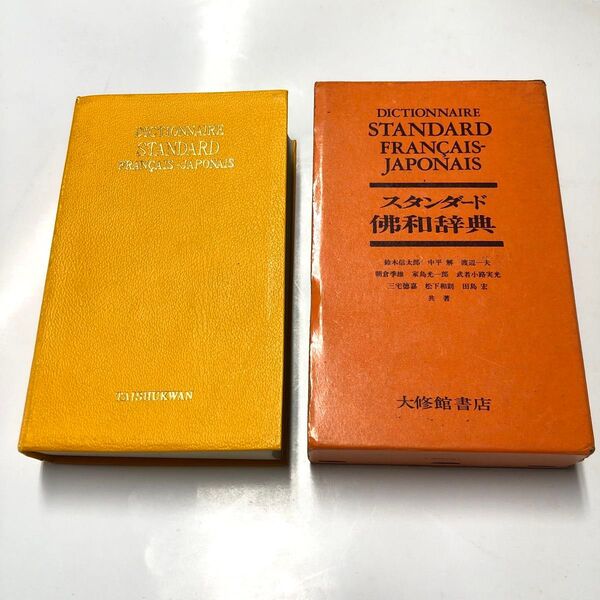 DICTIONNAIRE
STANDARD
FRANÇAIS-JAPONAIS
TAISHUKWAN
DICTIONNAIRE
STANDARD
FRANÇAIS-
JAPONAIS
スタンダード
佛和辞典
鈴木信太郎 中平 解 渡辺一夫
朝倉季雄 家島光一郎 武者小路実光
三宅徳嘉 松下和則 田島 宏
共著
大修館書店